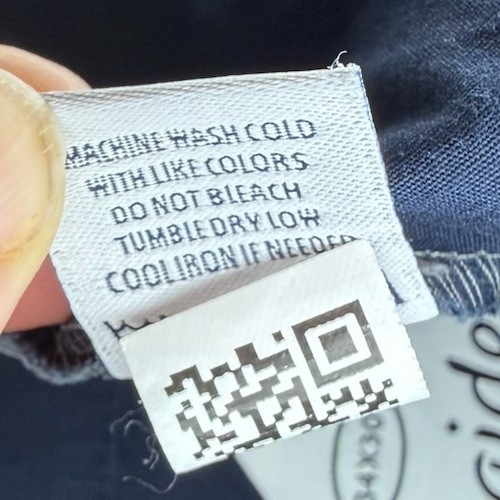 MACHINE WASH COLD
WITH LIKE COLORS
DO NOT BLEACH
TUMBLE DRY LOW
COOL IRON IF NEEDED